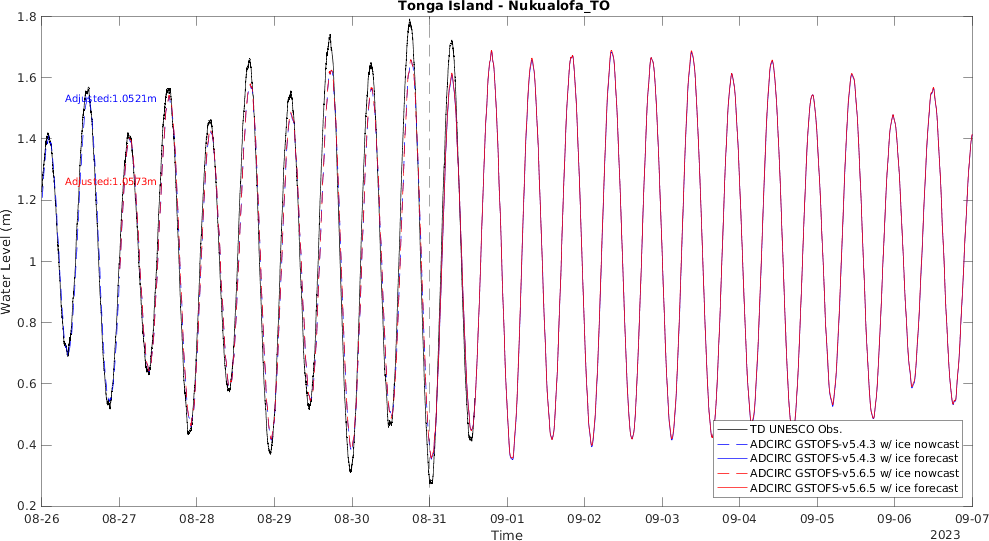 Tonga Island - Nukualofa_TO
1.8
1.6
1.4
1.2
1
0.8
0.6
0.4
0.2
Water Level (m)
Adjusted:1.0521m
Adjusted:1.0573m
TD UNESCO Obs.
ADCIRC GSTOFS-v5.4.3 w/ ice nowcast
ADCIRC GSTOFS-v5.4.3 w/ ice forecast
ADCIRC GSTOFS-v5.6.5 w/ ice nowcast
ADCIRC GSTOFS-v5.6.5 w/ ice forecast
08-26 08-27 08-28 08-29 08-30 08-31 09-01 09-02 09-03 09-04 09-05 09-06 09-07
Time
2023